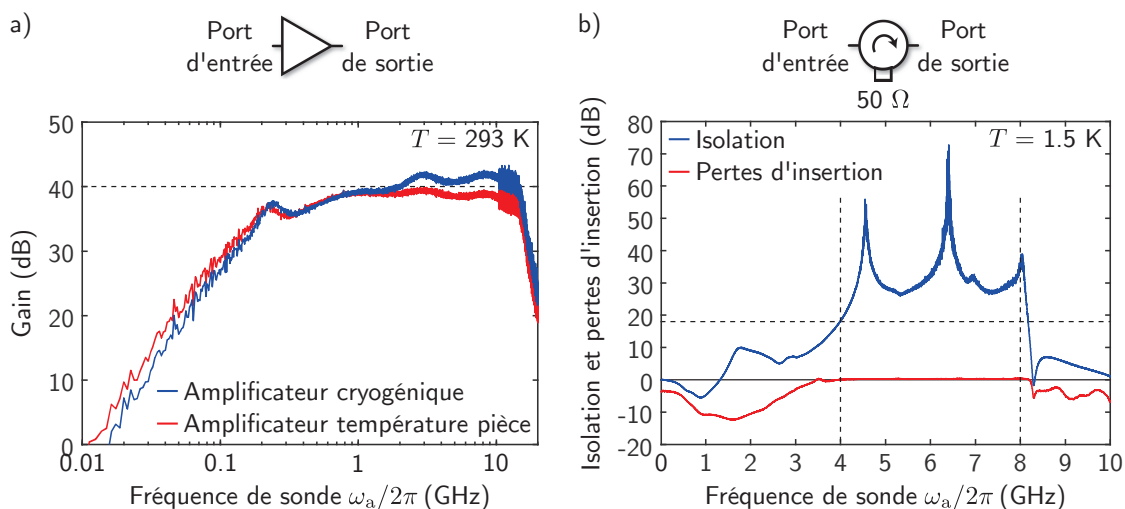 a)
Port
d'entrée
Port
de sortie
50
40
30
20
10
0
Gain (dB)
T = 293 K
Amplificateur cryogénique
Amplificateur température pièce
0.01
0.1
1
10
Fréquence de sonde ωa/2π (GHz)
b)
Port
d'entrée
Port
de sortie
50 Ω
80
70
60
50
40
30
20
10
0
-10
-20
Isolation et pertes d'insertion (dB)
Isolation
T = 1.5 K
Pertes d'insertion
0
1
2
3
4
5
6
7
8
9
10
Fréquence de sonde ωa/2π (GHz)